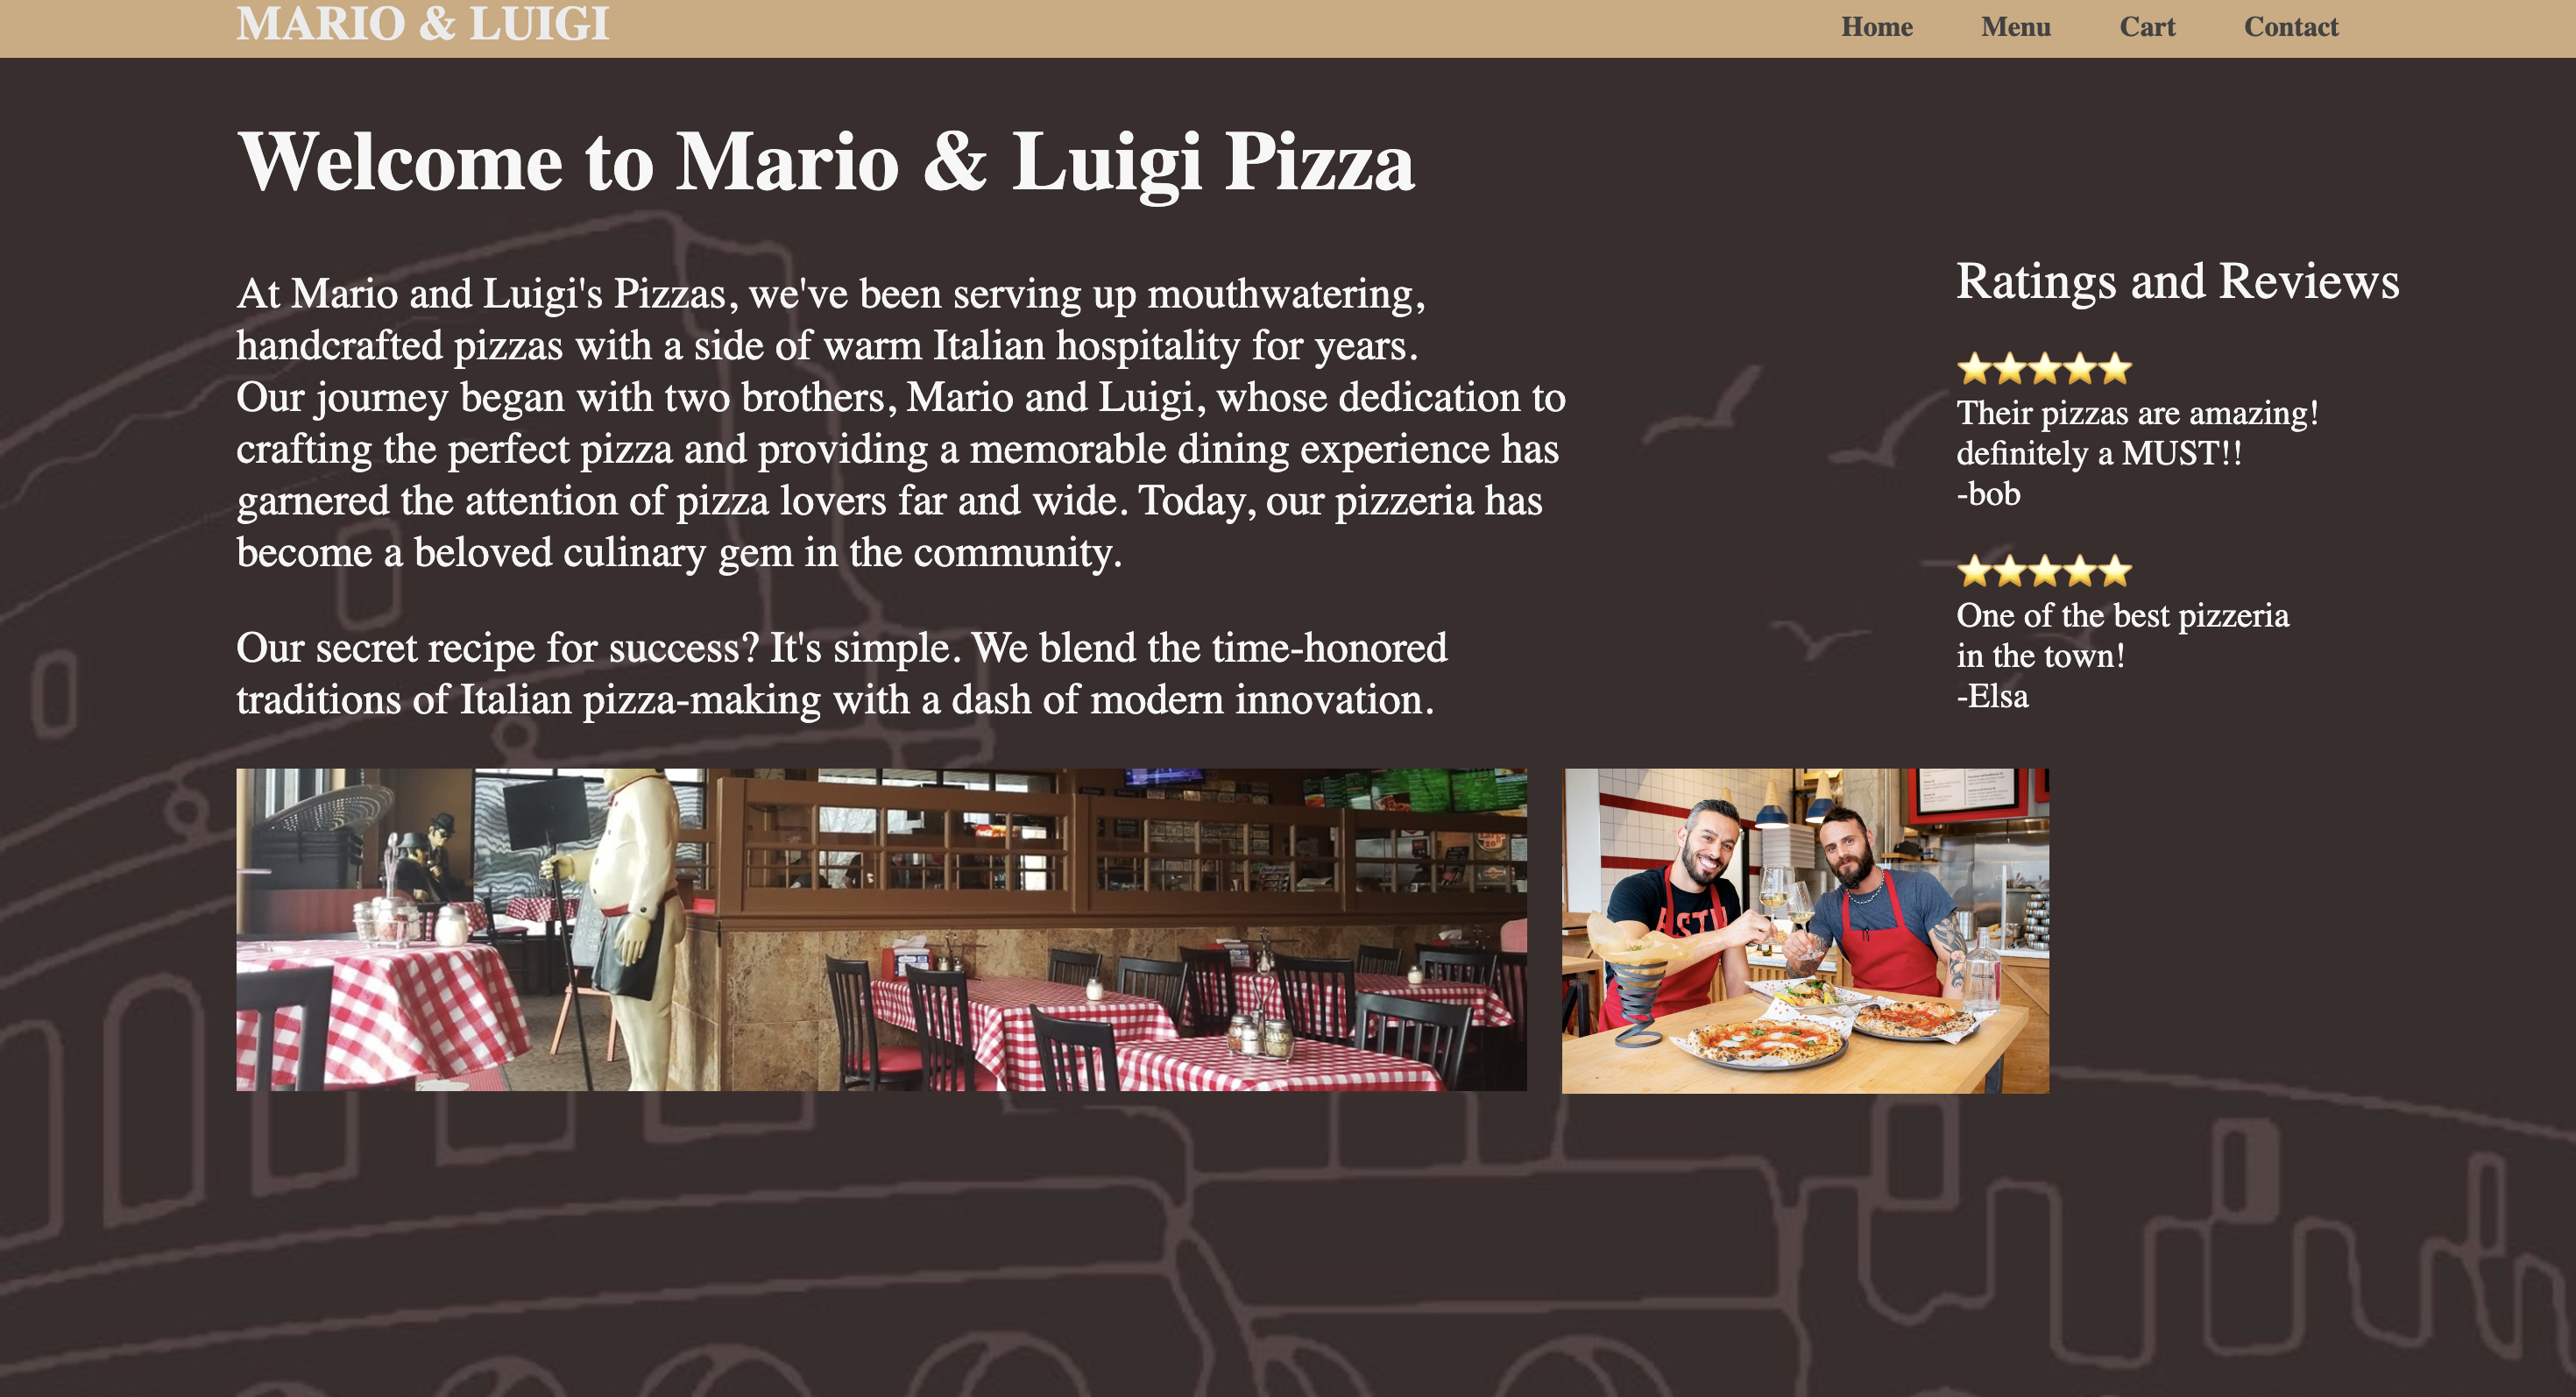 MARIO & LUIGI
Home Menu Cart Contact
Welcome to Mario & Luigi Pizza
At Mario and Luigi's Pizzas, we've been serving up mouthwatering,
handcrafted pizzas with a side of warm Italian hospitality for years.
Our journey began with two brothers, Mario and Luigi, whose dedication to
crafting the perfect pizza and providing a memorable dining experience has
garnered the attention of pizza lovers far and wide. Today, our pizzeria has
become a beloved culinary gem in the community.
Our secret recipe for success? It's simple. We blend the time-honored
traditions of Italian pizza-making with a dash of modern innovation.
Ratings and Reviews
⭐⭐⭐⭐⭐
Their pizzas are amazing!
definitely a MUST!!
-bob
⭐⭐⭐⭐⭐
One of the best pizzeria
in the town!
-Elsa